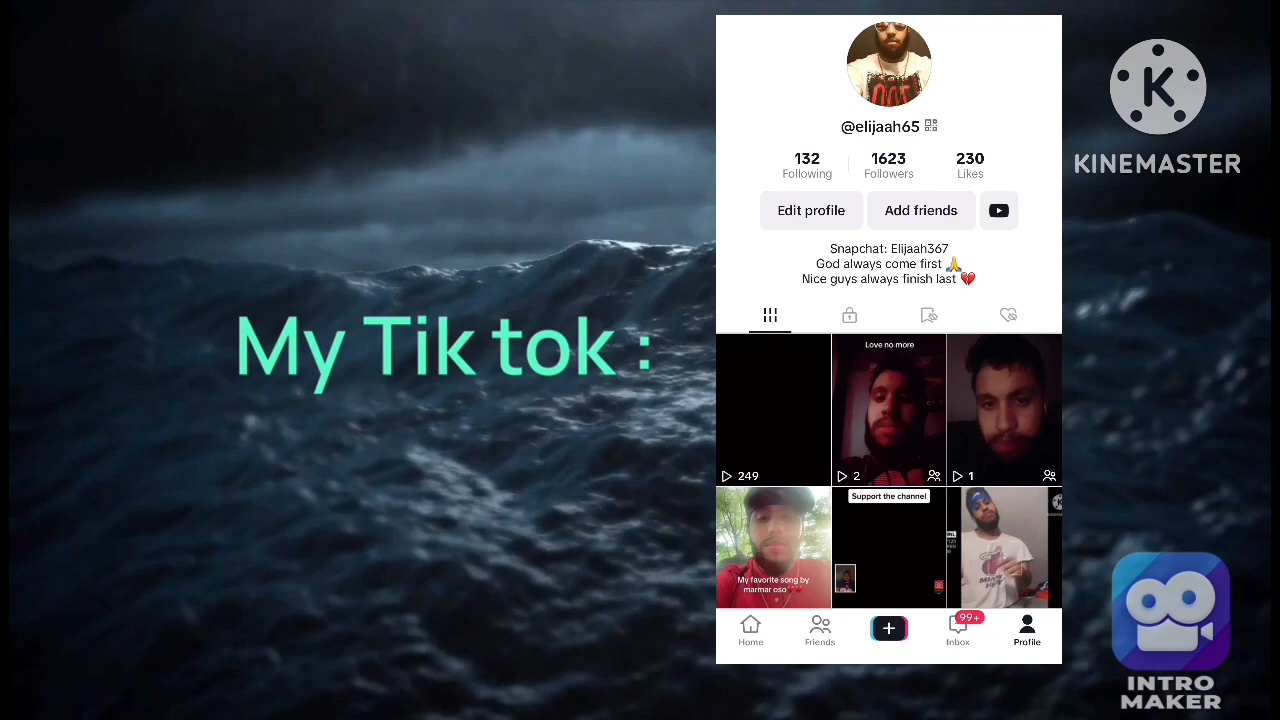 My Tik tok :
@elijaah65
132 1623 230
Following Followers Likes
Edit profile Add friends
Snapchat: Elijaah367
God always come first 🙏
Nice guys always finish last 💔
Love no more
249 2 1
Support the channel
My favorite song by
marmar oso
99+
Home Friends Inbox Profile
K
KINEMASTER
INTRO
MAKER